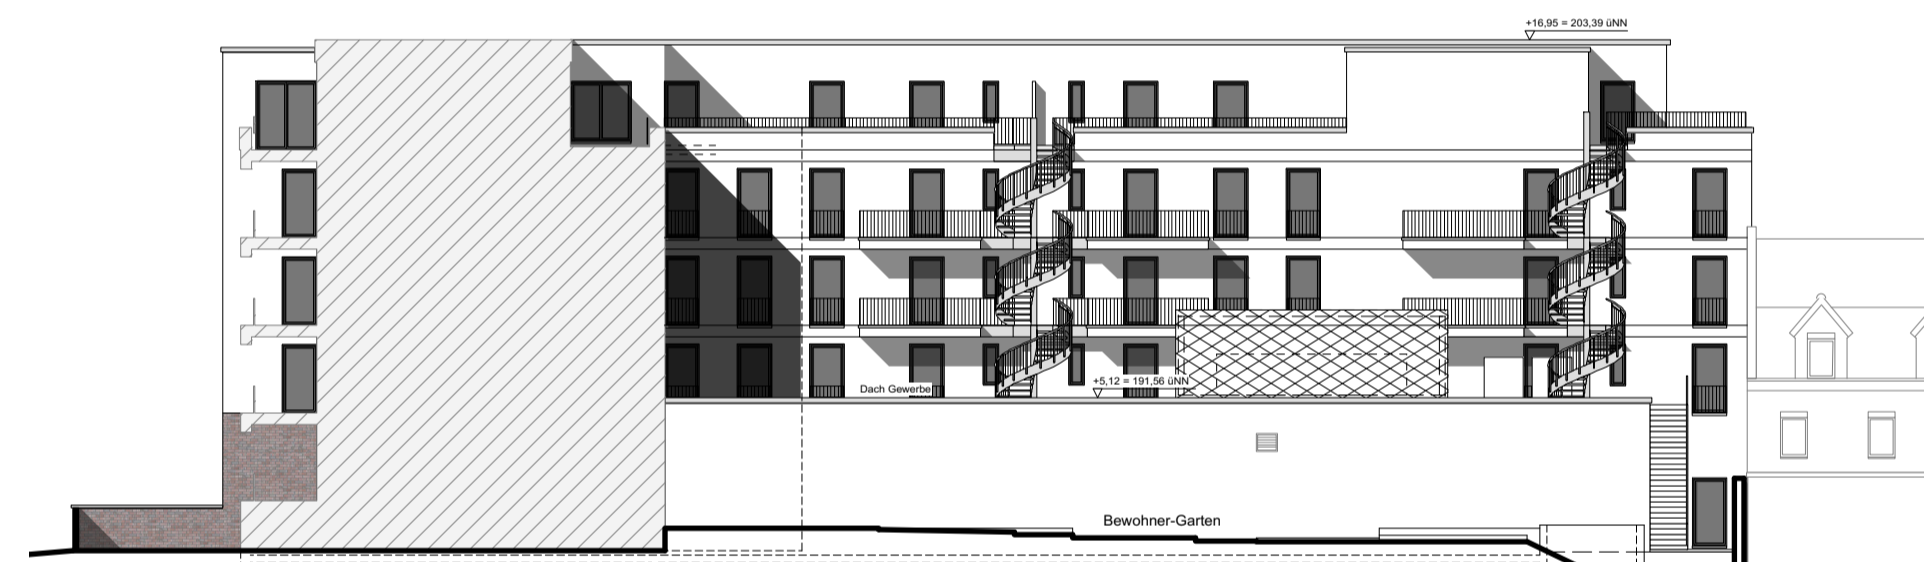 +16,95 = 203,39 üNN
Dach Gewerbe
+5,12 = 191,56 üNN
Bewohner-Garten